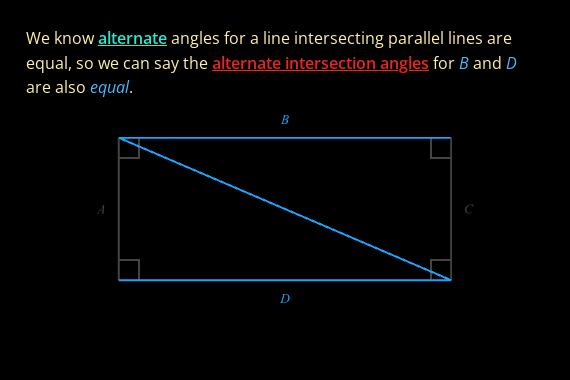 We know alternate angles for a line intersecting parallel lines are
equal, so we can say the alternate intersection angles for B and D
are also equal.
B
A
C
D